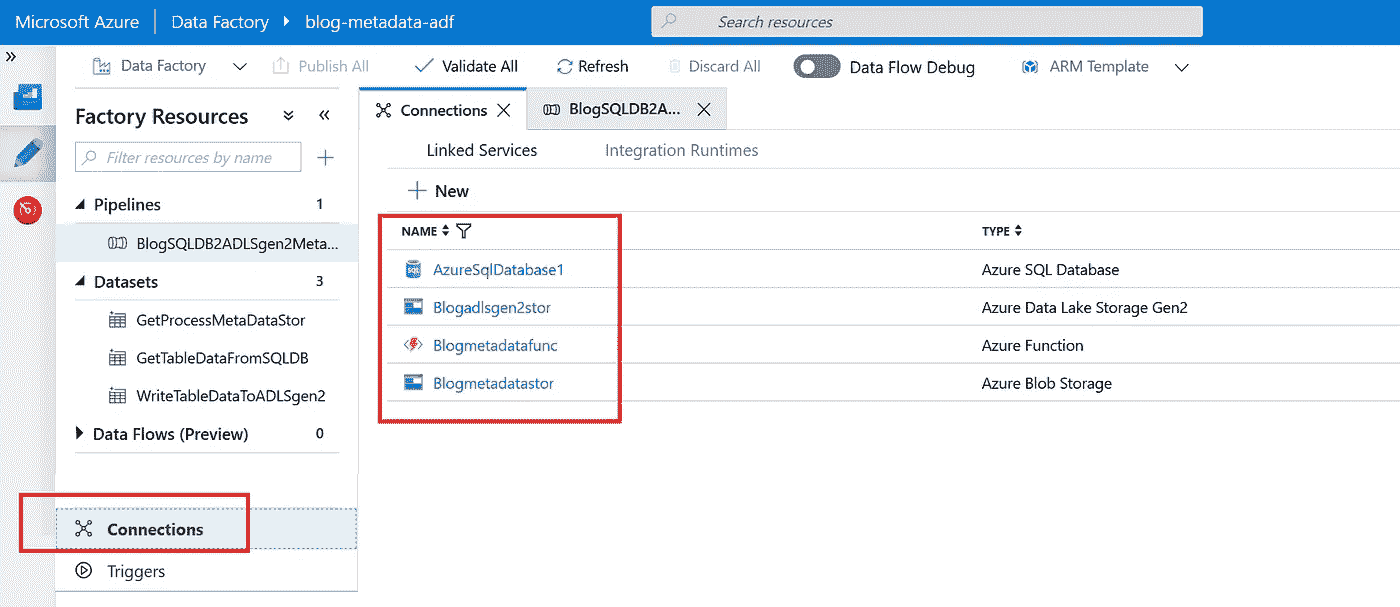 Microsoft Azure Data Factory blog-metadata-adf Search resources
Data Factory Publish All Validate All Refresh Discard All Data Flow Debug ARM Template
Factory Resources
Filter resources by name
Pipelines 1
BlogSQLDB2ADLSgen2Meta...
Datasets 3
GetProcessMetaDataStor
GetTableDataFromSQLDB
WriteTableDataToADLSgen2
Data Flows (Preview) 0
Connections
Triggers
Connections BlogSQLDB2A...
Linked Services Integration Runtimes
New
NAME TYPE
SQL AzureSqlDatabase1 Azure SQL Database
Blogadlsgen2stor Azure Data Lake Storage Gen2
Blogmetadatafunc Azure Function
Blogmetadatastor Azure Blob Storage